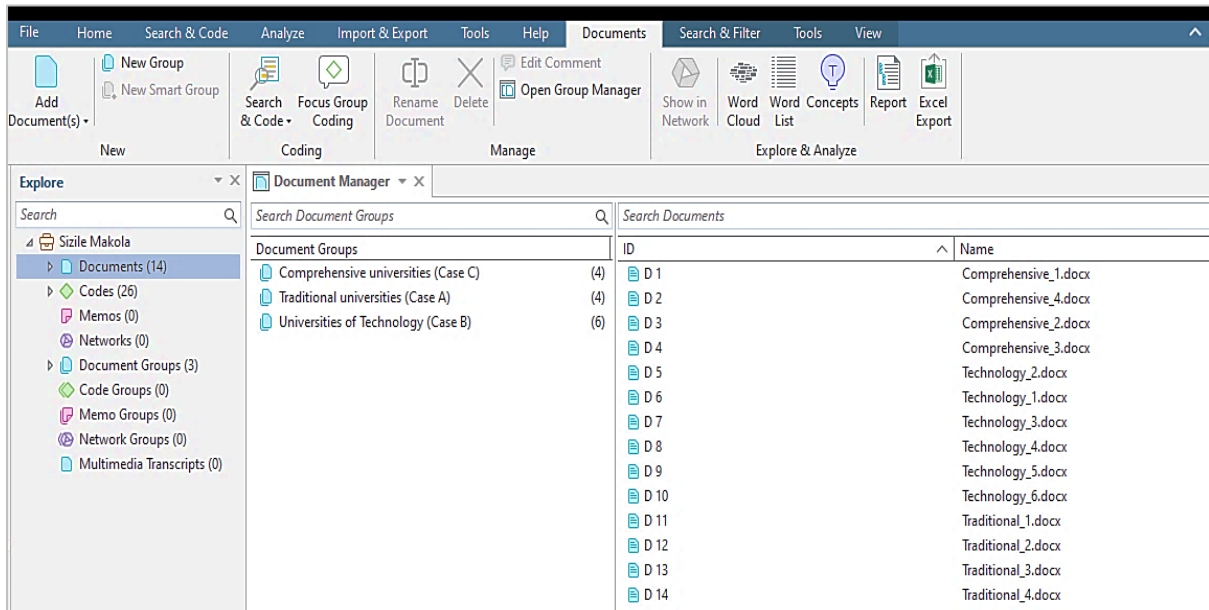 File Home Search & Code Analyze Import & Export Tools Help Documents Search & Filter Tools View
Add Document(s)
New Group
New Smart Group
New
Search & Code
Focus Group Coding
Coding
Rename Document
Delete
Edit Comment
Open Group Manager
Manage
Show in Network
Word Cloud
Word List
Concepts
Report
Excel Export
Explore & Analyze
Explore
Search
Sizile Makola
Documents (14)
Codes (26)
Memos (0)
Networks (0)
Document Groups (3)
Code Groups (0)
Memo Groups (0)
Network Groups (0)
Multimedia Transcripts (0)
Document Manager
Search Document Groups
Document Groups
Comprehensive universities (Case C) (4)
Traditional universities (Case A) (4)
Universities of Technology (Case B) (6)
Search Documents
ID Name
D 1 Comprehensive_1.docx
D 2 Comprehensive_4.docx
D 3 Comprehensive_2.docx
D 4 Comprehensive_3.docx
D 5 Technology_2.docx
D 6 Technology_1.docx
D 7 Technology_3.docx
D 8 Technology_4.docx
D 9 Technology_5.docx
D 10 Technology_6.docx
D 11 Traditional_1.docx
D 12 Traditional_2.docx
D 13 Traditional_3.docx
D 14 Traditional_4.docx